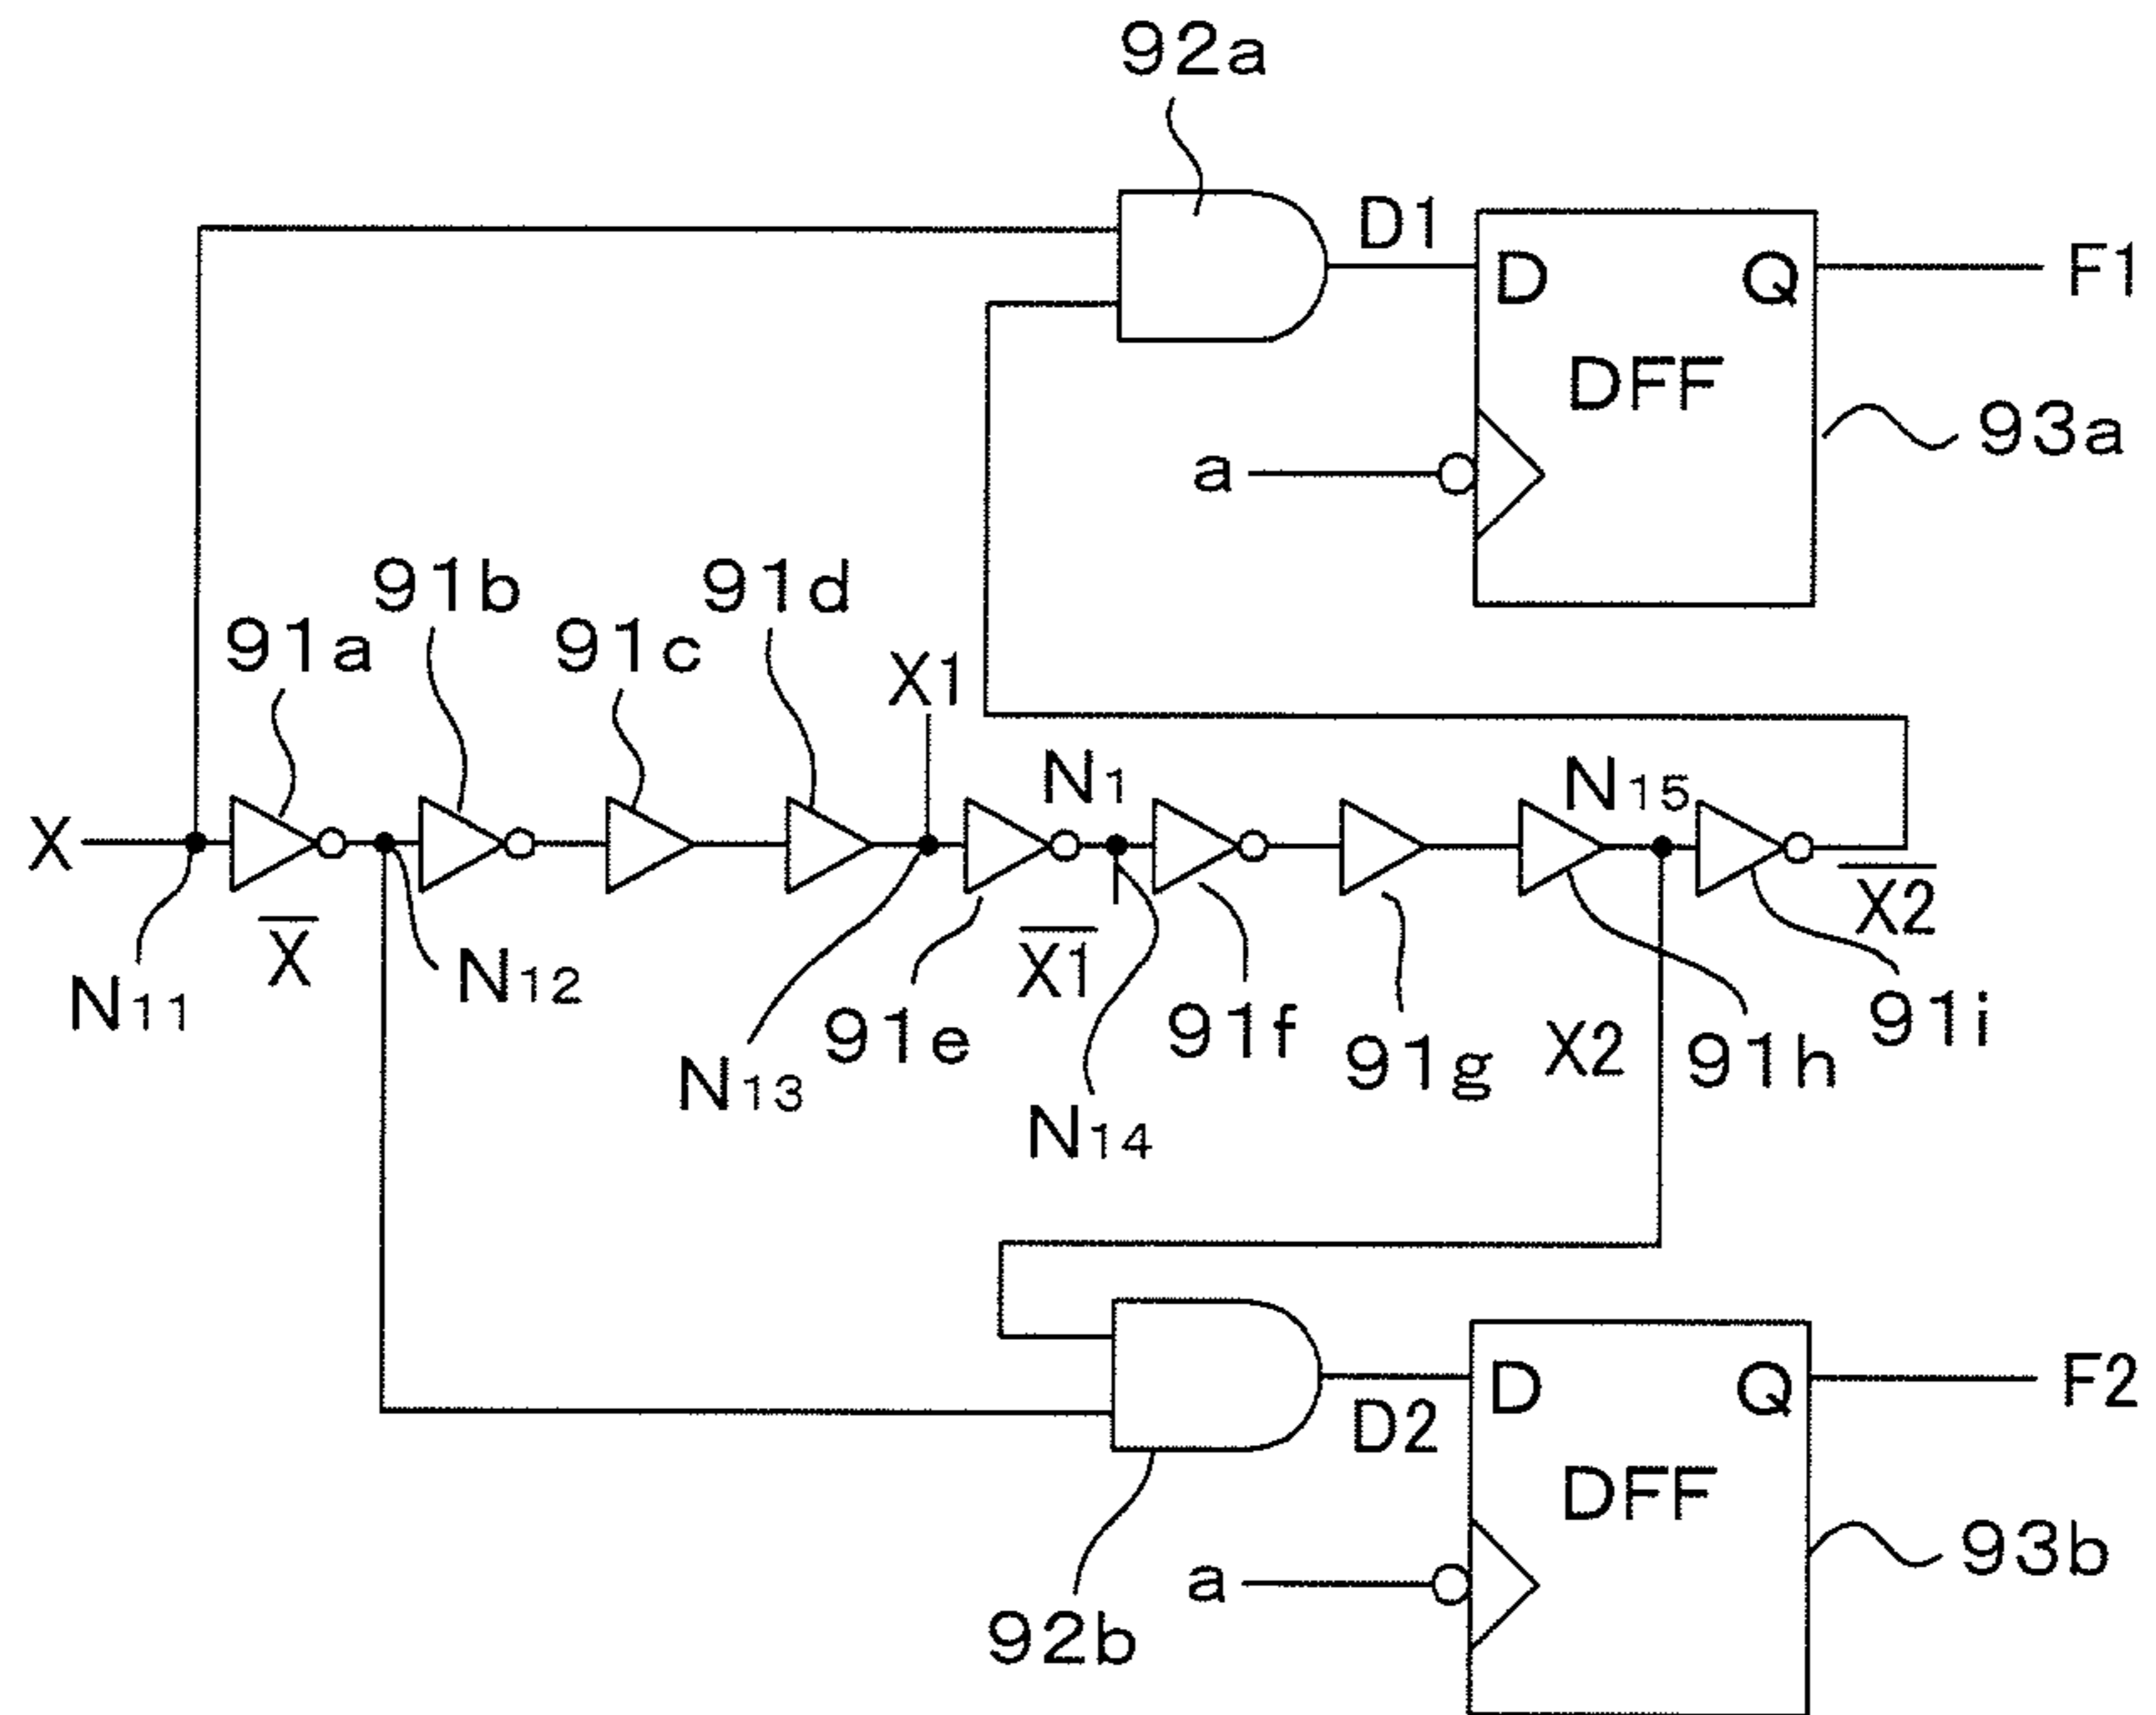 92a
D1
D
Q
F1
DFF
93a
a
91b
91d
91a
91c
X1
N1
N15
X
X̅
N12
X̅1̅
X̅2̅
N11
91e
91f
91i
N13
91g
X2
91h
N14
D
Q
F2
D2
DFF
93b
a
92b